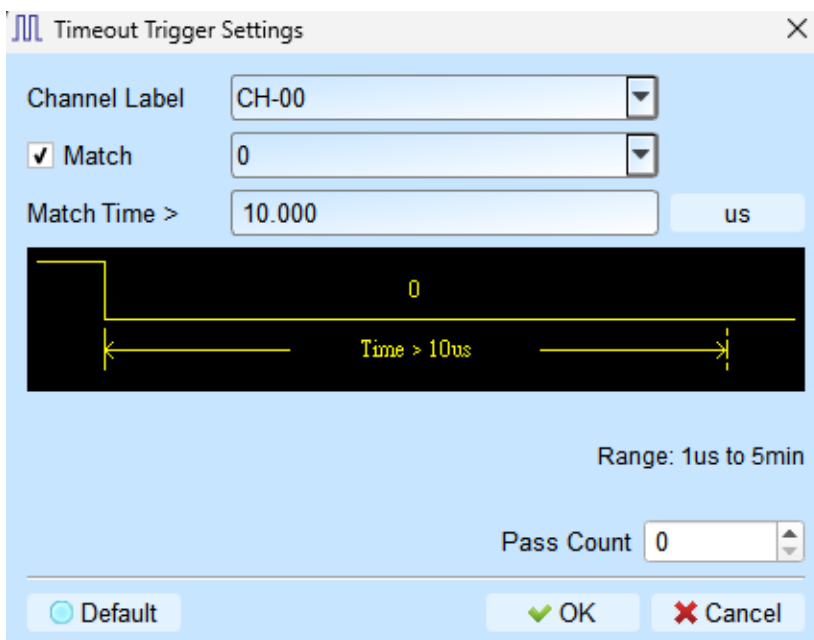 Timeout Trigger Settings
Channel Label CH-00
Match 0
Match Time > 10.000 us
0
Time > 10us
Range: 1us to 5min
Pass Count 0
Default OK Cancel